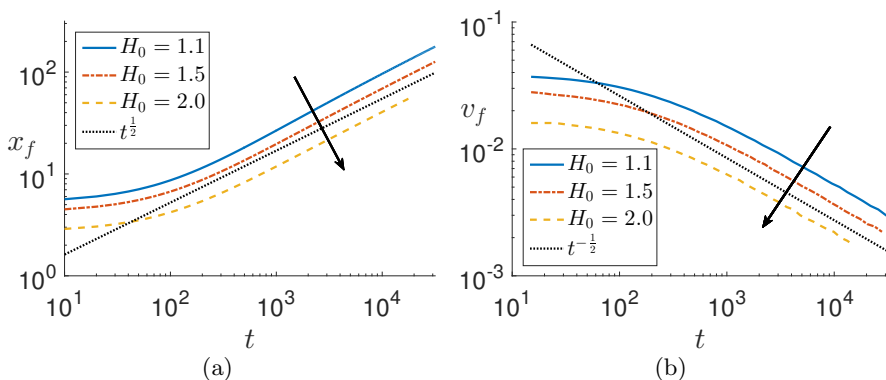 10^2
10^1
10^0
x_f
H_0 = 1.1
H_0 = 1.5
H_0 = 2.0
t^{1/2}
10^1 10^2 10^3 10^4
t
(a)
10^{-1}
10^{-2}
10^{-3}
v_f
H_0 = 1.1
H_0 = 1.5
H_0 = 2.0
t^{-1/2}
10^1 10^2 10^3 10^4
t
(b)